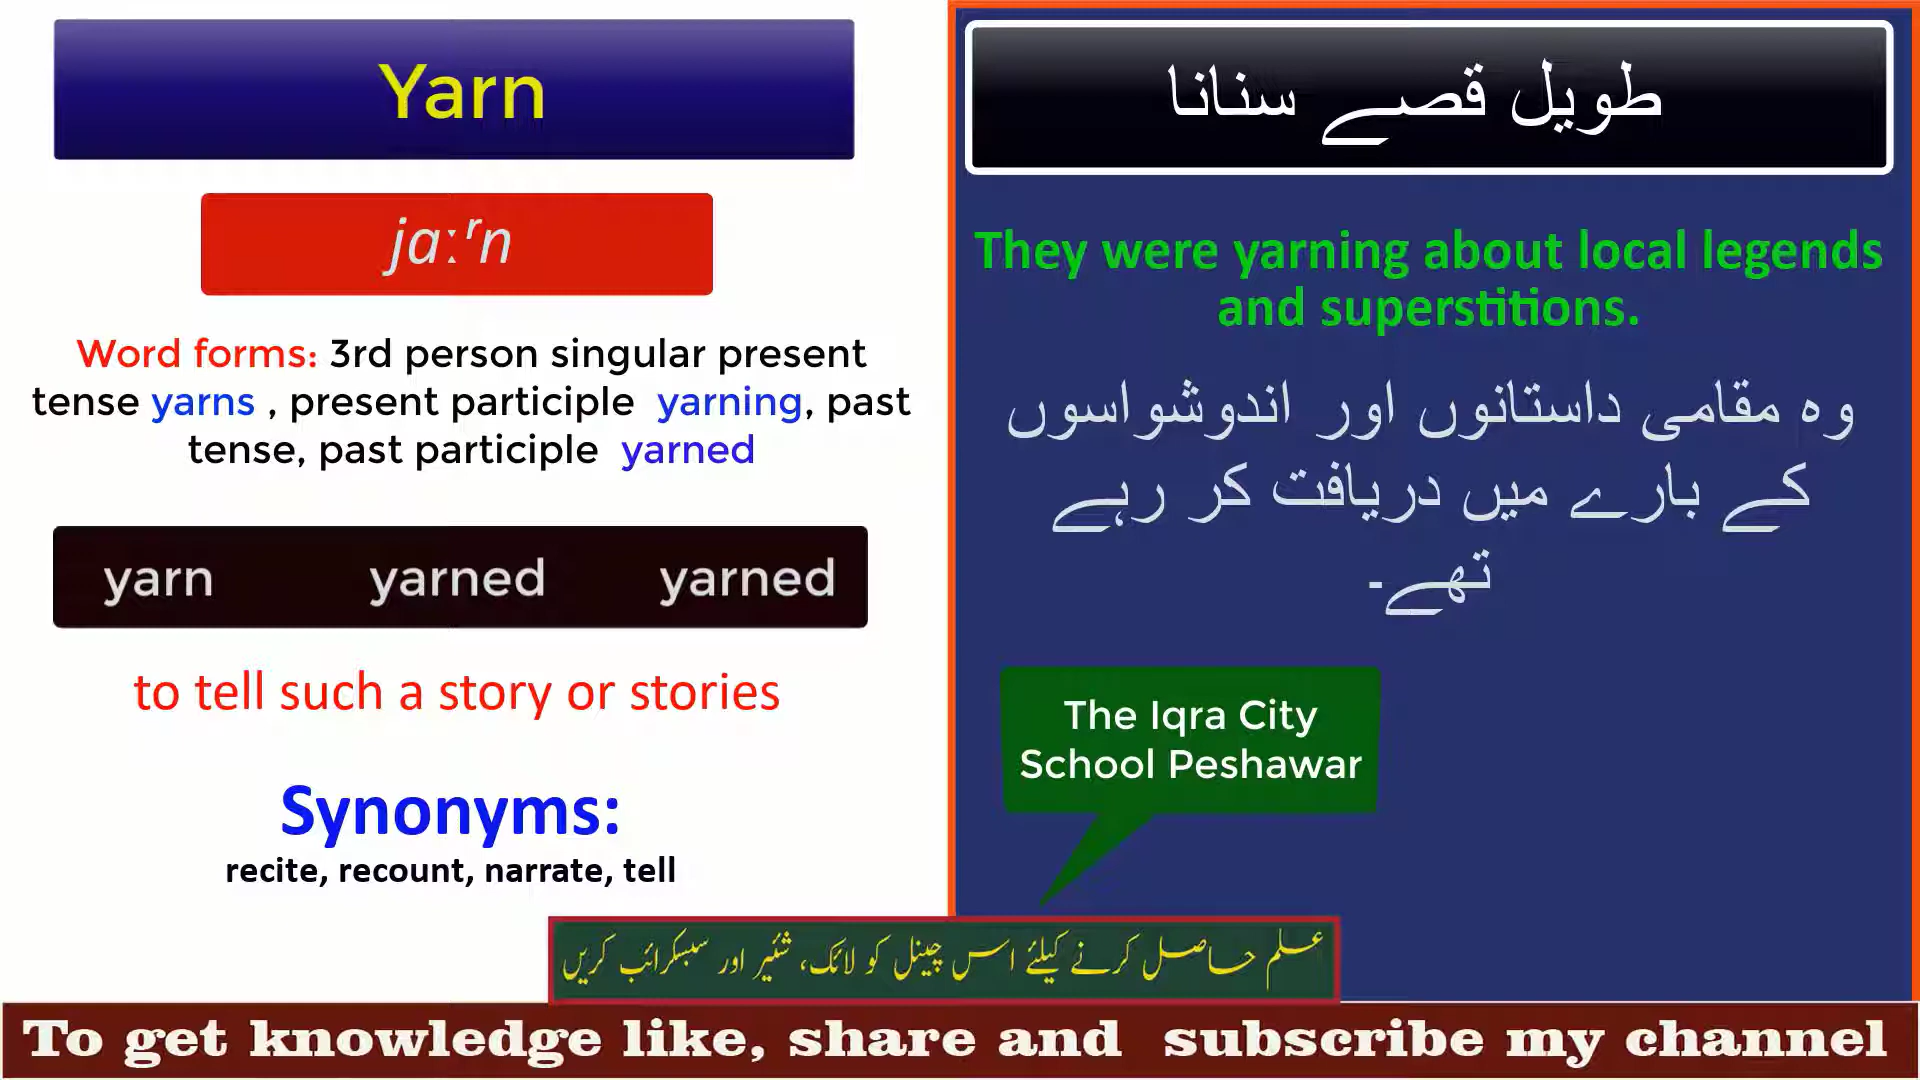 Yarn
jaːʳn
Word forms: 3rd person singular present
tense yarns , present participle yarning, past
tense, past participle yarned
yarn yarned yarned
to tell such a story or stories
Synonyms:
recite, recount, narrate, tell
طویل قصے سنانا
They were yarning about local legends
and superstitions.
وہ مقامی داستانوں اور اندوشواسوں
کے بارے میں دریافت کر رہے
تھے۔
The Iqra City
School Peshawar
علم حاصل کرنے کیلئے اس چینل کو لائک، شئیر اور سبسکرائب کریں
To get knowledge like, share and subscribe my channel